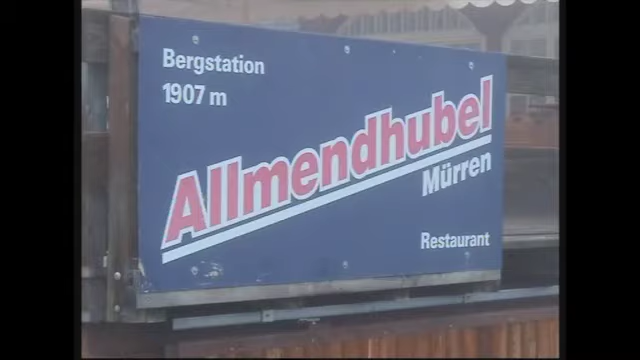 Bergstation
1907 m
Allmendhubel
Mürren
Restaurant